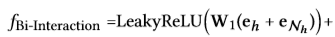 f_{Bi-Interaction} = LeakyReLU(W_1(e_h + e_{N_h})) +